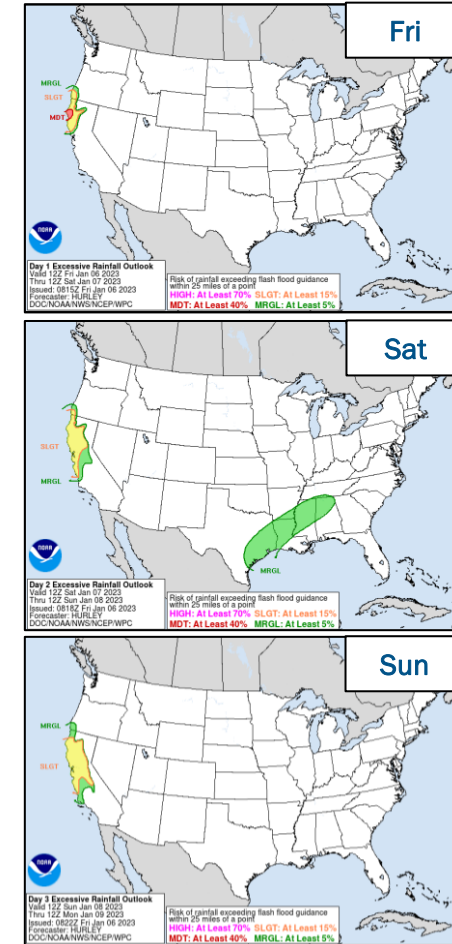 Fri
MRGL
SLGT
MDT
NOAA
Day 1 Excessive Rainfall Outlook
Valid 12Z Fri Jan 06 2023
Thru 12Z Sat Jan 07 2023
Issued: 0815Z Fri Jan 06 2023
Forecaster: HURLEY
DOC/NOAA/NWS/NCEP/WPC
Risk of rainfall exceeding flash flood guidance
within 25 miles of a point
HIGH: At Least 70% SLGT: At Least 15%
MDT: At Least 40% MRGL: At Least 5%
Sat
SLGT
MRGL
MRGL
NOAA
Day 2 Excessive Rainfall Outlook
Valid 12Z Sat Jan 07 2023
Thru 12Z Sun Jan 08 2023
Issued: 0818Z Fri Jan 06 2023
Forecaster: HURLEY
DOC/NOAA/NWS/NCEP/WPC
Risk of rainfall exceeding flash flood guidance
within 25 miles of a point
HIGH: At Least 70% SLGT: At Least 15%
MDT: At Least 40% MRGL: At Least 5%
Sun
MRGL
SLGT
NOAA
Day 3 Excessive Rainfall Outlook
Valid 12Z Sun Jan 08 2023
Thru 12Z Mon Jan 09 2023
Issued: 0822Z Fri Jan 06 2023
Forecaster: HURLEY
DOC/NOAA/NWS/NCEP/WPC
Risk of rainfall exceeding flash flood guidance
within 25 miles of a point
HIGH: At Least 70% SLGT: At Least 15%
MDT: At Least 40% MRGL: At Least 5%